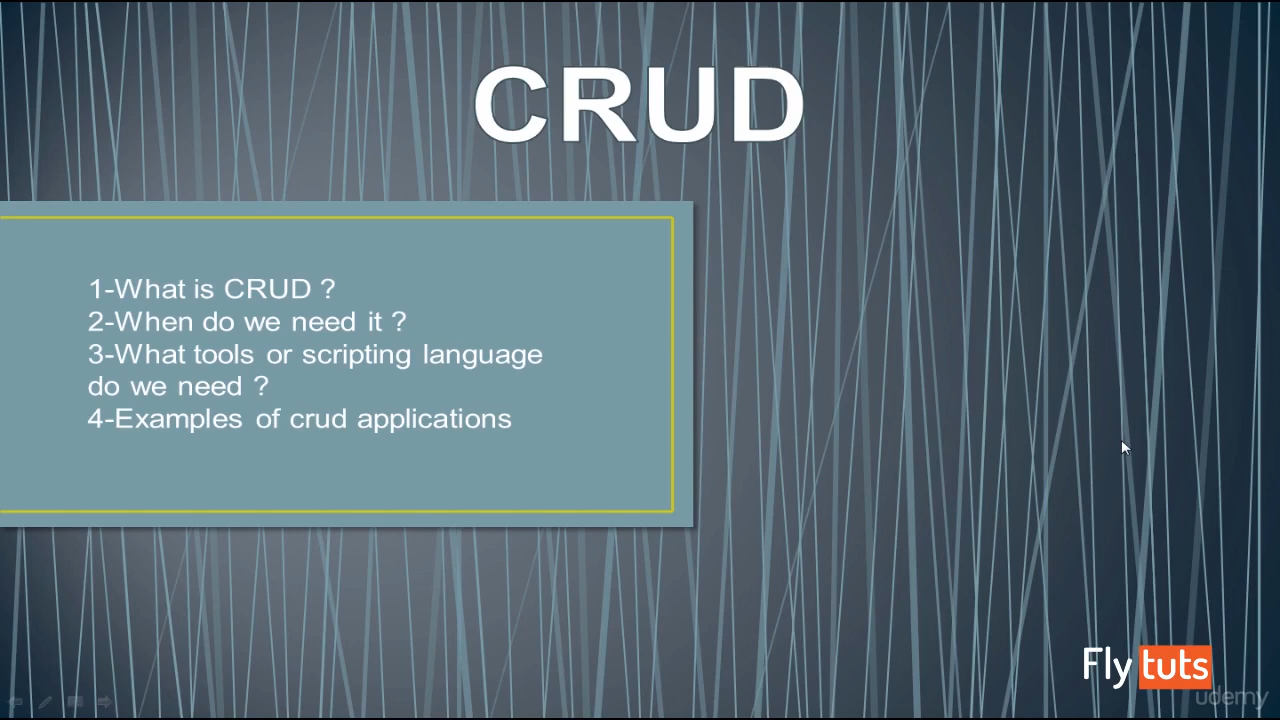 CRUD
1-What is CRUD ?
2-When do we need it ?
3-What tools or scripting language
do we need ?
4-Examples of crud applications
Fly tuts
udemy